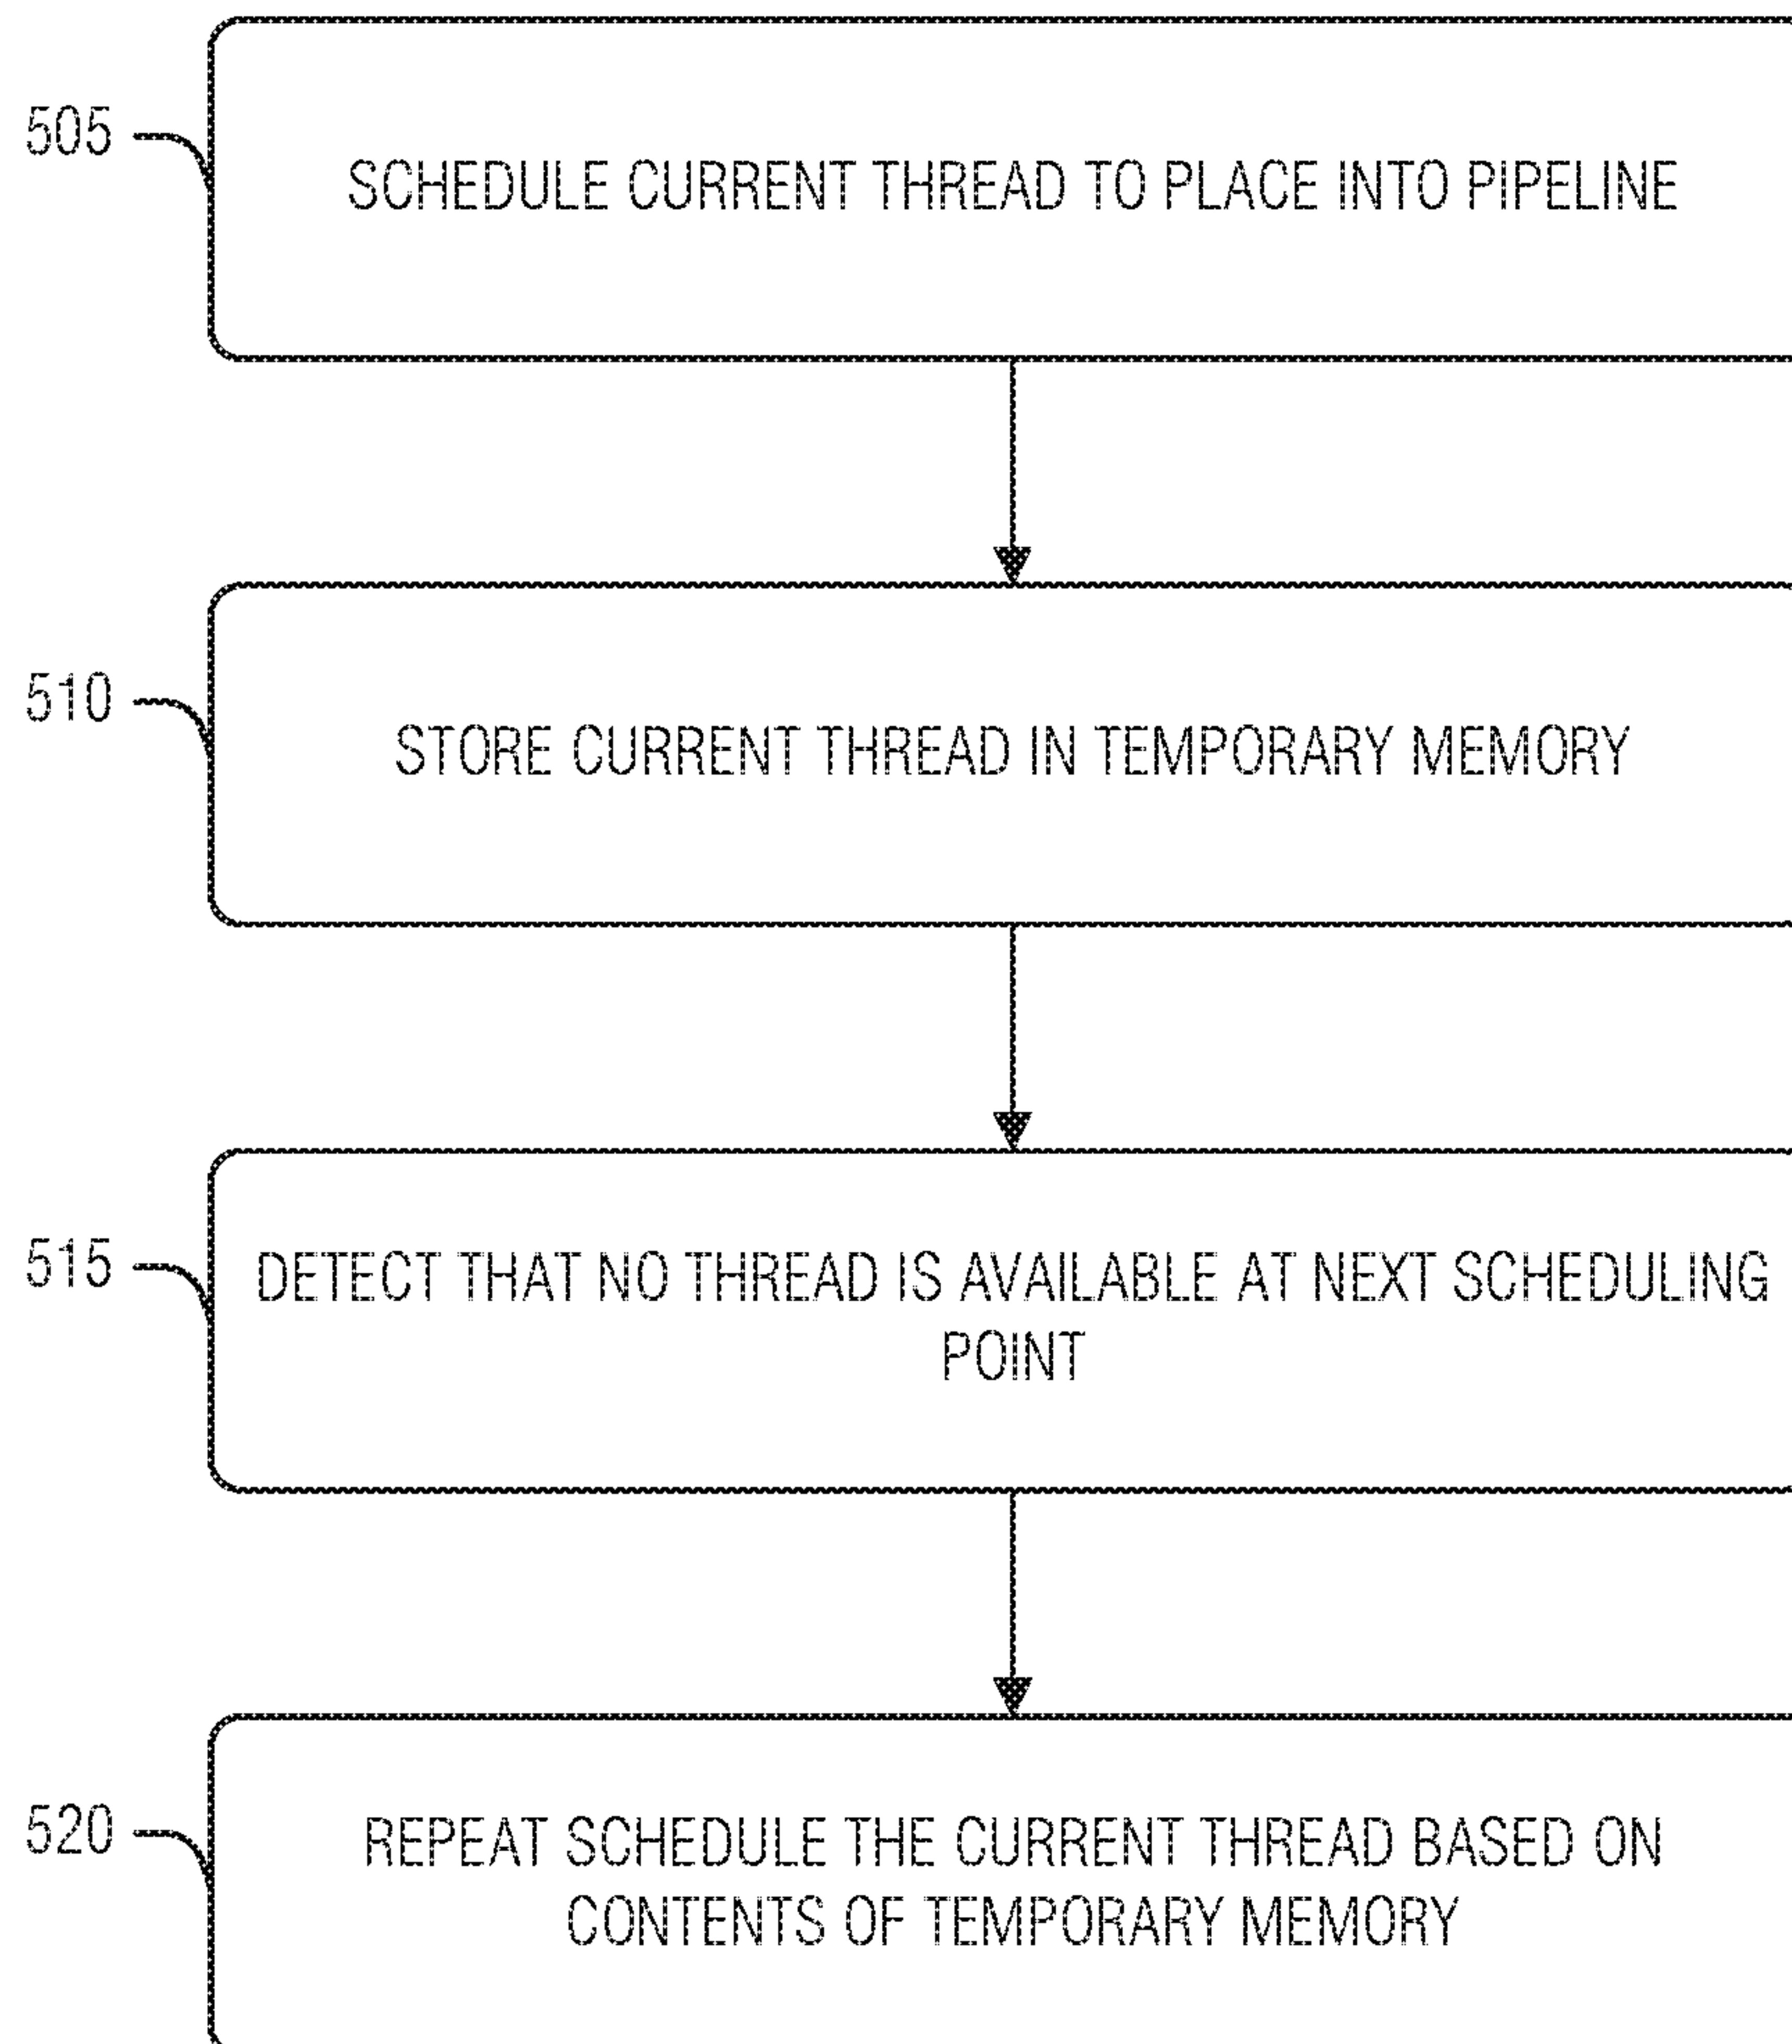 505
SCHEDULE CURRENT THREAD TO PLACE INTO PIPELINE
510
STORE CURRENT THREAD IN TEMPORARY MEMORY
515
DETECT THAT NO THREAD IS AVAILABLE AT NEXT SCHEDULING
POINT
520
REPEAT SCHEDULE THE CURRENT THREAD BASED ON
CONTENTS OF TEMPORARY MEMORY